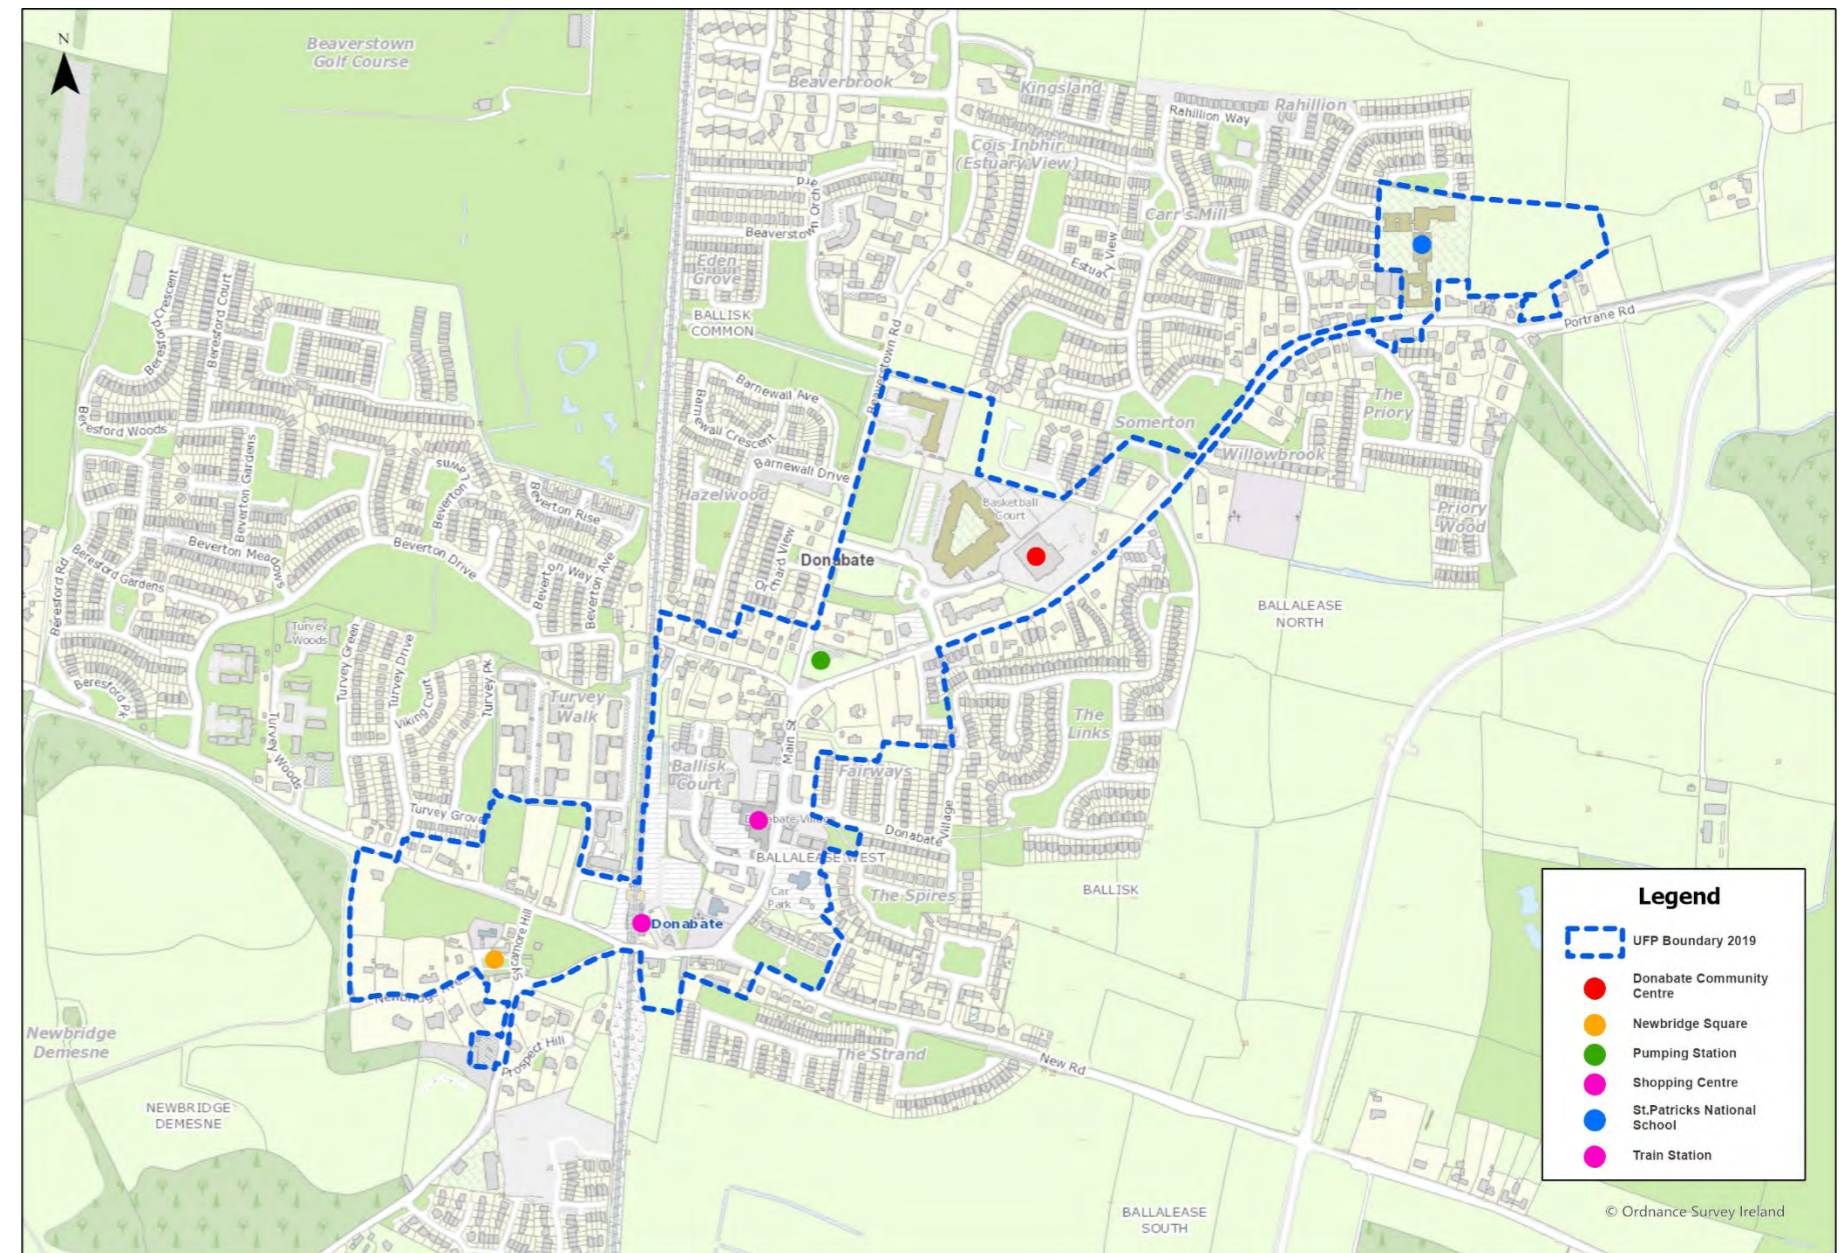 N
Beaverstown
Golf Course
Beaverbrook
Kingsland
Rahillion
Rahillion Way
Cois Inbhir
(Estuary View)
Carr's Mill
Beaverstown Orchard
Eden
Grove
Estuary View
BALLISK
COMMON
Portrane Rd
Beresford Crescent
Beresford Court
Beaverstown Rd
Barnewall Ave
Barnewall Crescent
Barnewall Drive
The
Priory
Somerton
Willowbrook
Beresford Woods
Beverton Gardens
Beverton Lawns
Beverton Rise
Hazelwood
Basketball
Court
Priory
Wood
Orchard View
Donabate
Beverton Meadows
Beverton Drive
Beverton Way
Beverton Ave
Beresford Gardens
Beresford Rd
BALLALEASE
NORTH
Turvey
Woods
Turvey Green
Turvey Drive
Viking Court
Turvey Pk
Beresford Pk
Turvey
Walk
Turvey Woods
Main St
The
Links
Ballisk
Court
Fairways
Turvey Grove
Donabate Village
Donabate Village
BALLALEASE WEST
Car
Park
The Spires
BALLISK
Donabate
Sycamore Hill
Newbridge
Demesne
Prospect Hill
The Strand
New Rd
NEWBRIDGE
DEMESNE
BALLALEASE
SOUTH
Legend
UFP Boundary 2019
Donabate Community
Centre
Newbridge Square
Pumping Station
Shopping Centre
St.Patricks National
School
Train Station
© Ordnance Survey Ireland